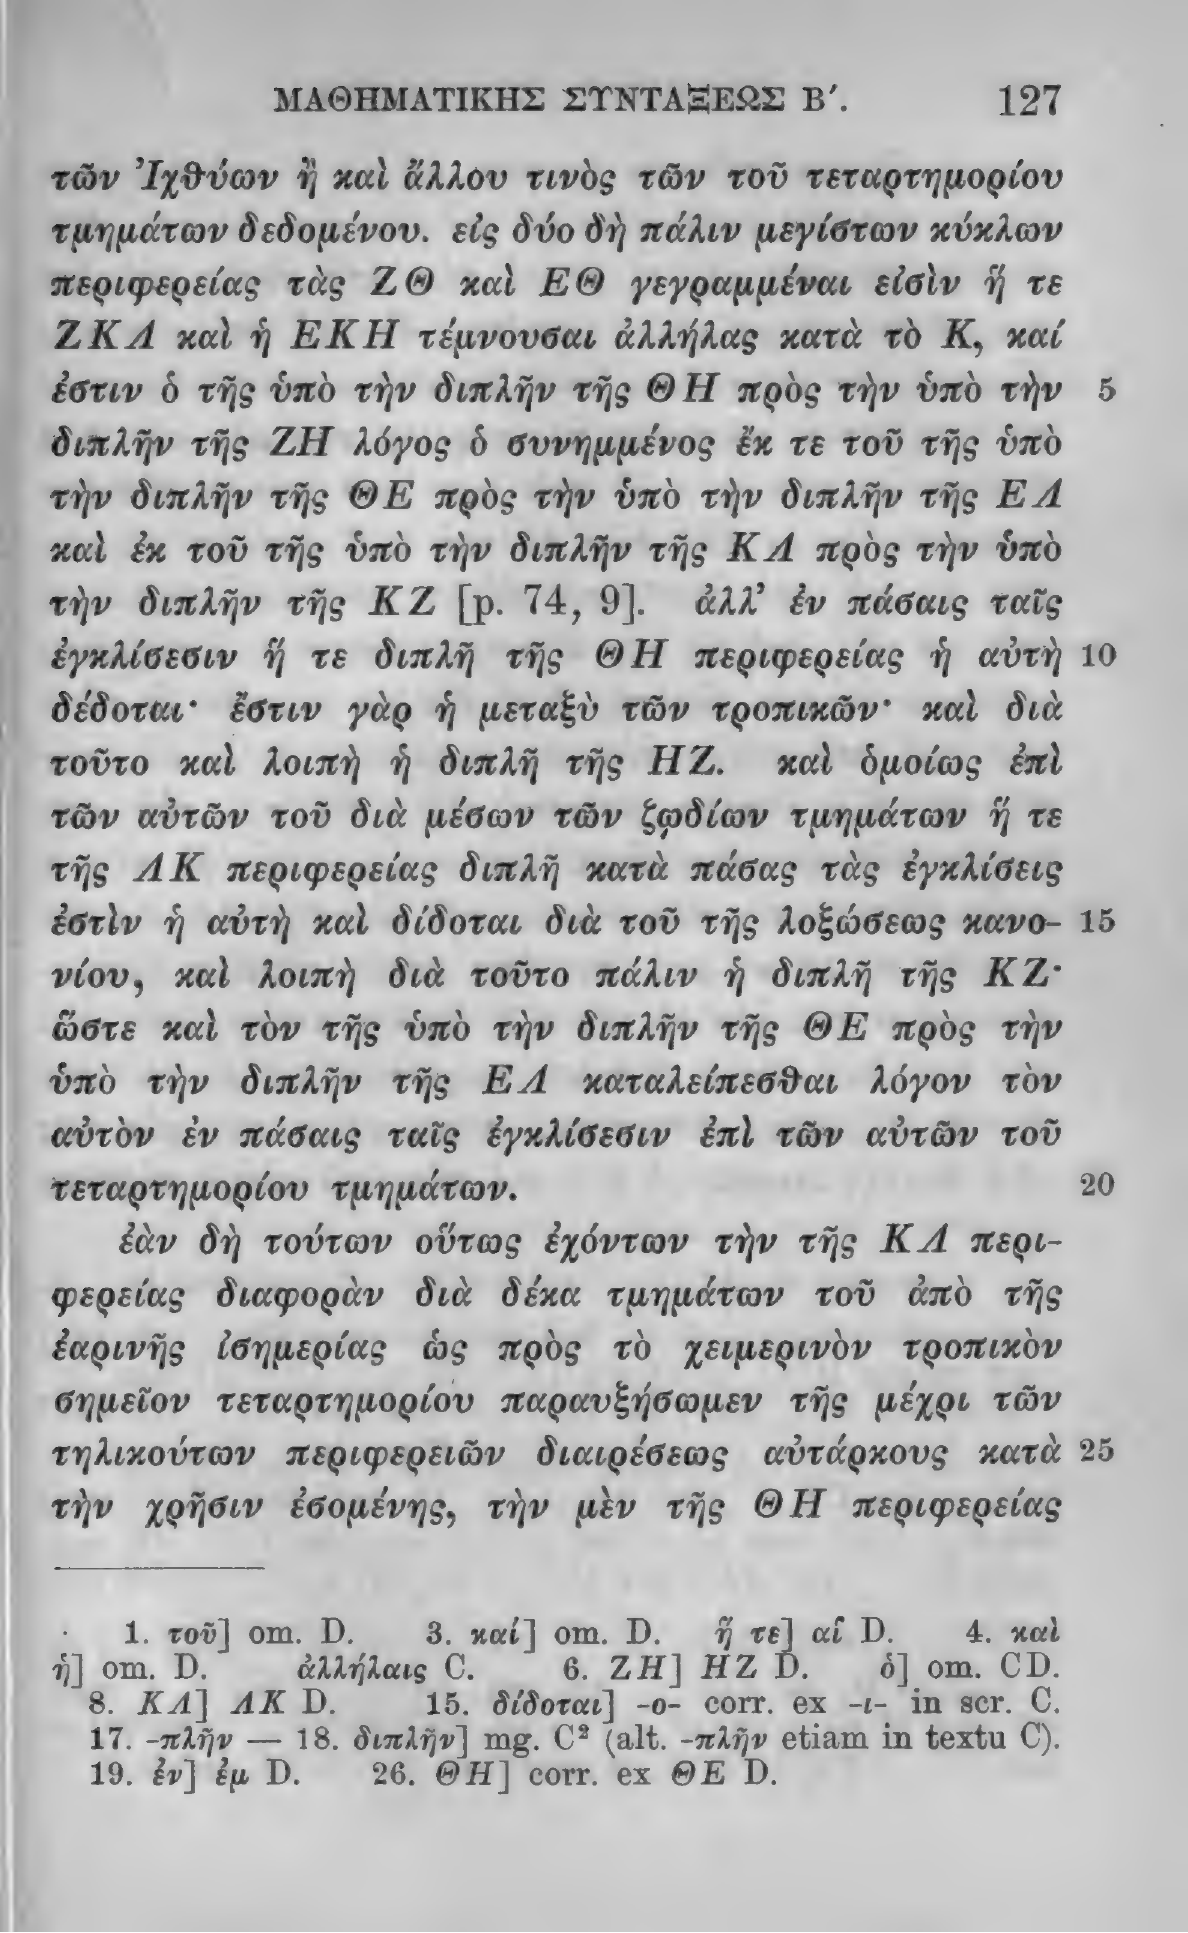 ΜΑΘΗΜΑΤΙΚΗΣ ΣΥΝΤΑΞΕΩΣ Β′. 127
τῶν Ἰχθύων ἢ καὶ ἄλλου τινὸς τῶν τοῦ τεταρτημορίου
τμημάτων δεδομένου. εἰς δύο δὴ πάλιν μεγίστων κύκλων
περιφερείας τὰς ΖΘ καὶ ΕΘ γεγραμμέναι εἰσὶν ἥ τε
ΖΚΛ καὶ ἡ ΕΚΗ τέμνουσαι ἀλλήλας κατὰ τὸ Κ, καί
ἐστιν ὁ τῆς ὑπὸ τὴν διπλῆν τῆς ΘΗ πρὸς τὴν ὑπὸ τὴν 5
διπλῆν τῆς ΖΗ λόγος ὁ συνημμένος ἔκ τε τοῦ τῆς ὑπὸ
τὴν διπλῆν τῆς ΘΕ πρὸς τὴν ὑπὸ τὴν διπλῆν τῆς ΕΛ
καὶ ἐκ τοῦ τῆς ὑπὸ τὴν διπλῆν τῆς ΚΛ πρὸς τὴν ὑπὸ
τὴν διπλῆν τῆς ΚΖ [p. 74, 9]. ἀλλ’ ἐν πάσαις ταῖς
ἐγκλίσεσιν ἥ τε διπλῆ τῆς ΘΗ περιφερείας ἡ αὐτὴ 10
δέδοται· ἔστιν γὰρ ἡ μεταξὺ τῶν τροπικῶν· καὶ διὰ
τοῦτο καὶ λοιπὴ ἡ διπλῆ τῆς ΗΖ. καὶ ὁμοίως ἐπὶ
τῶν αὐτῶν τοῦ διὰ μέσων τῶν ζῳδίων τμημάτων ἥ τε
τῆς ΛΚ περιφερείας διπλῆ κατὰ πάσας τὰς ἐγκλίσεις
ἐστὶν ἡ αὐτὴ καὶ δίδοται διὰ τοῦ τῆς λοξώσεως κανο- 15
νίου, καὶ λοιπὴ διὰ τοῦτο πάλιν ἡ διπλῆ τῆς ΚΖ·
ὥστε καὶ τὸν τῆς ὑπὸ τὴν διπλῆν τῆς ΘΕ πρὸς τὴν
ὑπὸ τὴν διπλῆν τῆς ΕΛ καταλείπεσθαι λόγον τὸν
αὐτὸν ἐν πάσαις ταῖς ἐγκλίσεσιν ἐπὶ τῶν αὐτῶν τοῦ
τεταρτημορίου τμημάτων. 20
ἐὰν δὴ τούτων οὕτως ἐχόντων τὴν τῆς ΚΛ περι-
φερείας διαφορὰν διὰ δέκα τμημάτων τοῦ ἀπὸ τῆς
ἐαρινῆς ἰσημερίας ὡς πρὸς τὸ χειμερινὸν τροπικὸν
σημεῖον τεταρτημορίου παραυξήσωμεν τῆς μέχρι τῶν
τηλικούτων περιφερειῶν διαιρέσεως αὐτάρκους κατὰ 25
τὴν χρῆσιν ἐσομένης, τὴν μὲν τῆς ΘΗ περιφερείας
1. τοῦ] om. D. 3. καί] om. D. ἥ τε] αἵ D. 4. καὶ
ἡ] om. D. ἀλλήλαις C. 6. ΖΗ] ΗΖ D. ὁ] om. CD.
8. ΚΛ] ΛΚ D. 15. δίδοται] -ο- corr. ex -ι- in scr. C.
17. -πλῆν — 18. διπλῆν] mg. C² (alt. -πλῆν etiam in textu C).
19. ἐν] ἐμ D. 26. ΘΗ] corr. ex ΘΕ D.